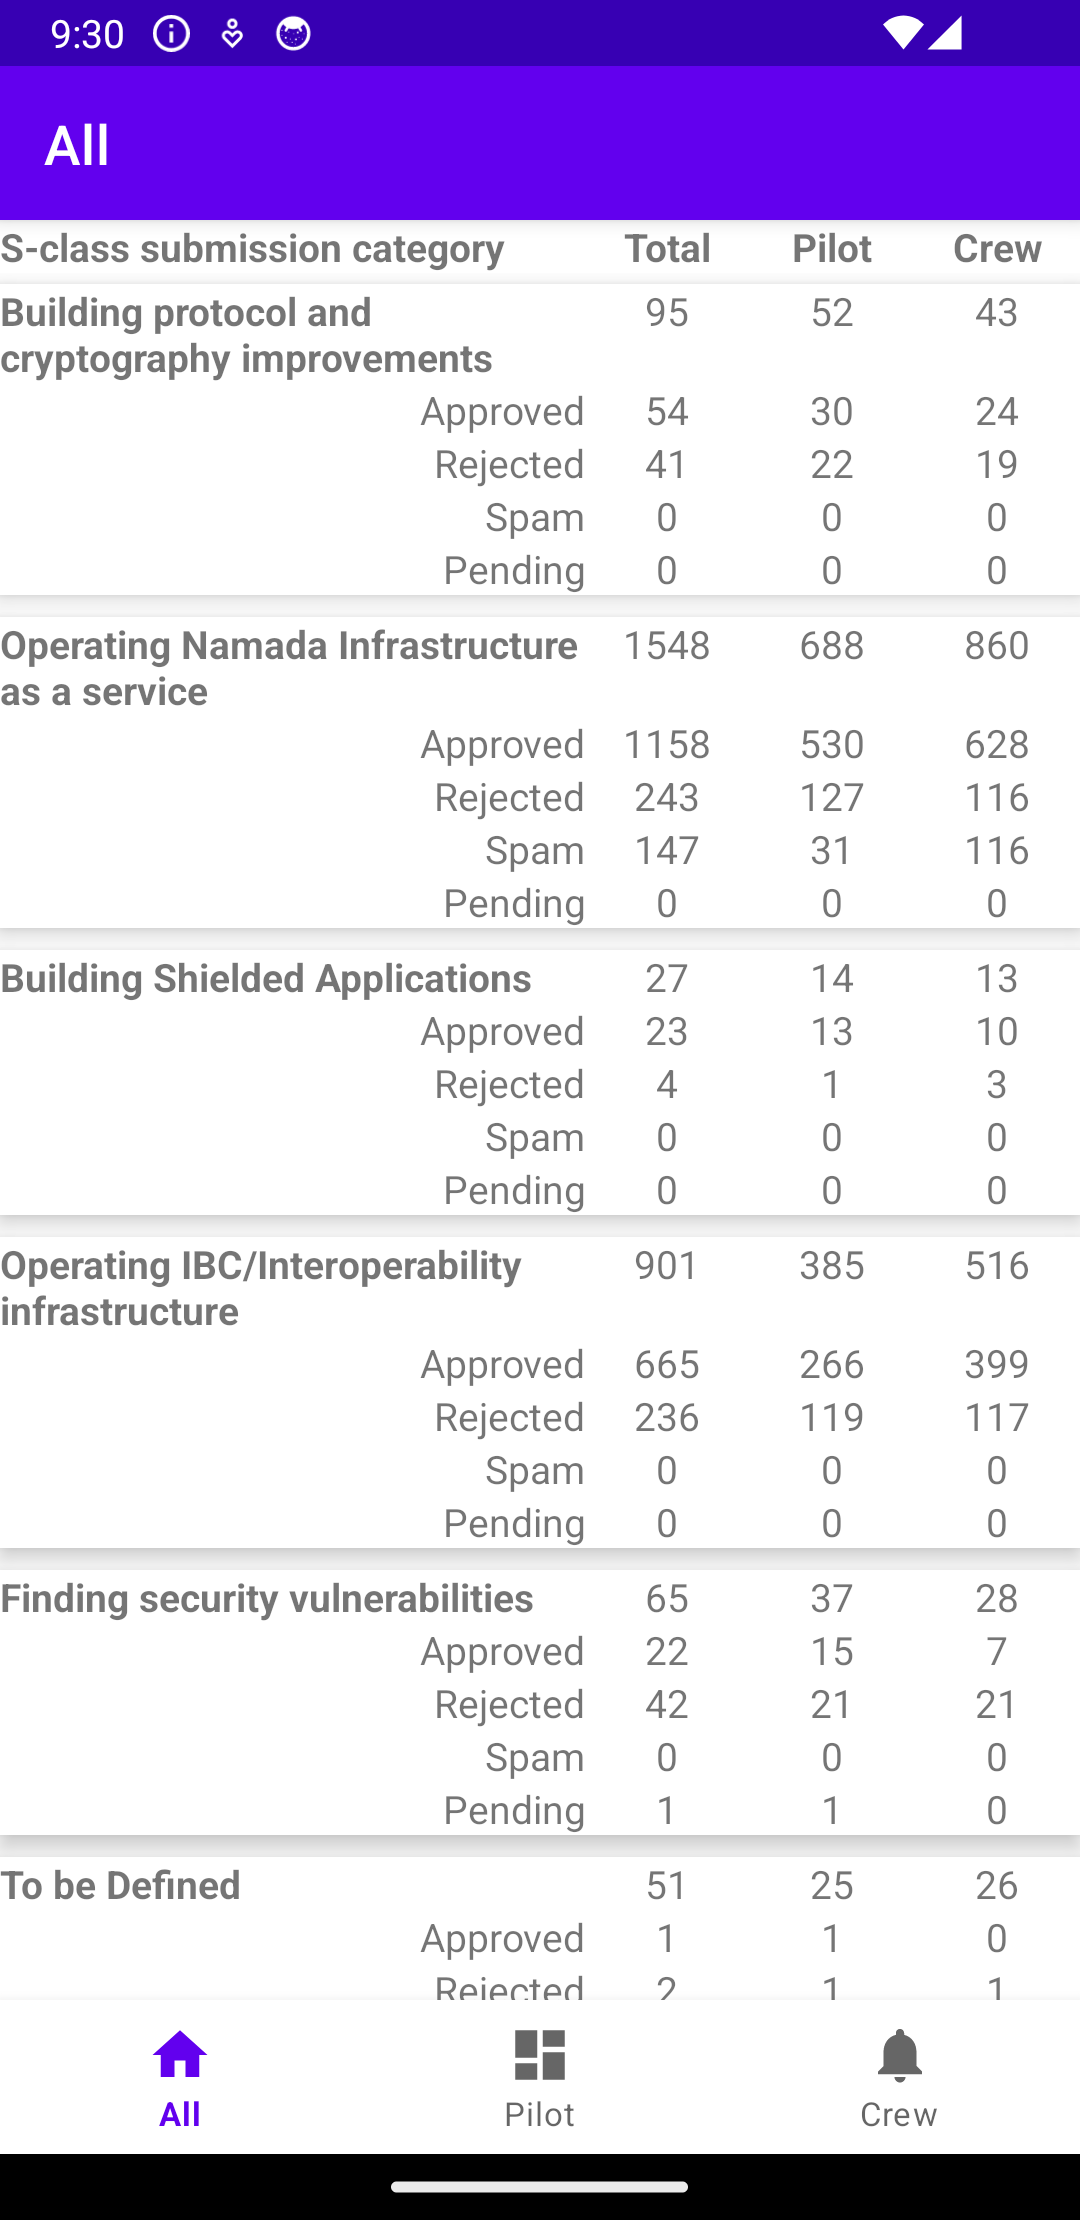 9:30
All
S-class submission category Total Pilot Crew
Building protocol and 95 52 43
cryptography improvements
Approved 54 30 24
Rejected 41 22 19
Spam 0 0 0
Pending 0 0 0
Operating Namada Infrastructure 1548 688 860
as a service
Approved 1158 530 628
Rejected 243 127 116
Spam 147 31 116
Pending 0 0 0
Building Shielded Applications 27 14 13
Approved 23 13 10
Rejected 4 1 3
Spam 0 0 0
Pending 0 0 0
Operating IBC/Interoperability 901 385 516
infrastructure
Approved 665 266 399
Rejected 236 119 117
Spam 0 0 0
Pending 0 0 0
Finding security vulnerabilities 65 37 28
Approved 22 15 7
Rejected 42 21 21
Spam 0 0 0
Pending 1 1 0
To be Defined 51 25 26
Approved 1 1 0
Rejected 2 1 1
All Pilot Crew